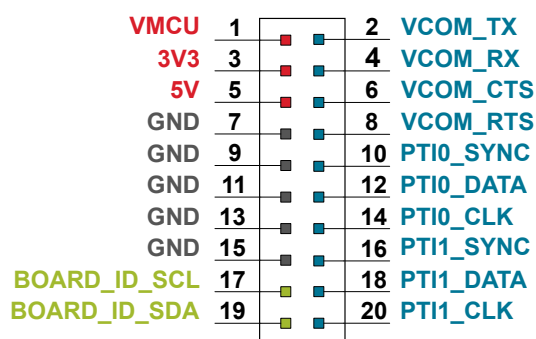 VMCU 1 2 VCOM_TX
3V3 3 4 VCOM_RX
5V 5 6 VCOM_CTS
GND 7 8 VCOM_RTS
GND 9 10 PTI0_SYNC
GND 11 12 PTI0_DATA
GND 13 14 PTI0_CLK
GND 15 16 PTI1_SYNC
BOARD_ID_SCL 17 18 PTI1_DATA
BOARD_ID_SDA 19 20 PTI1_CLK